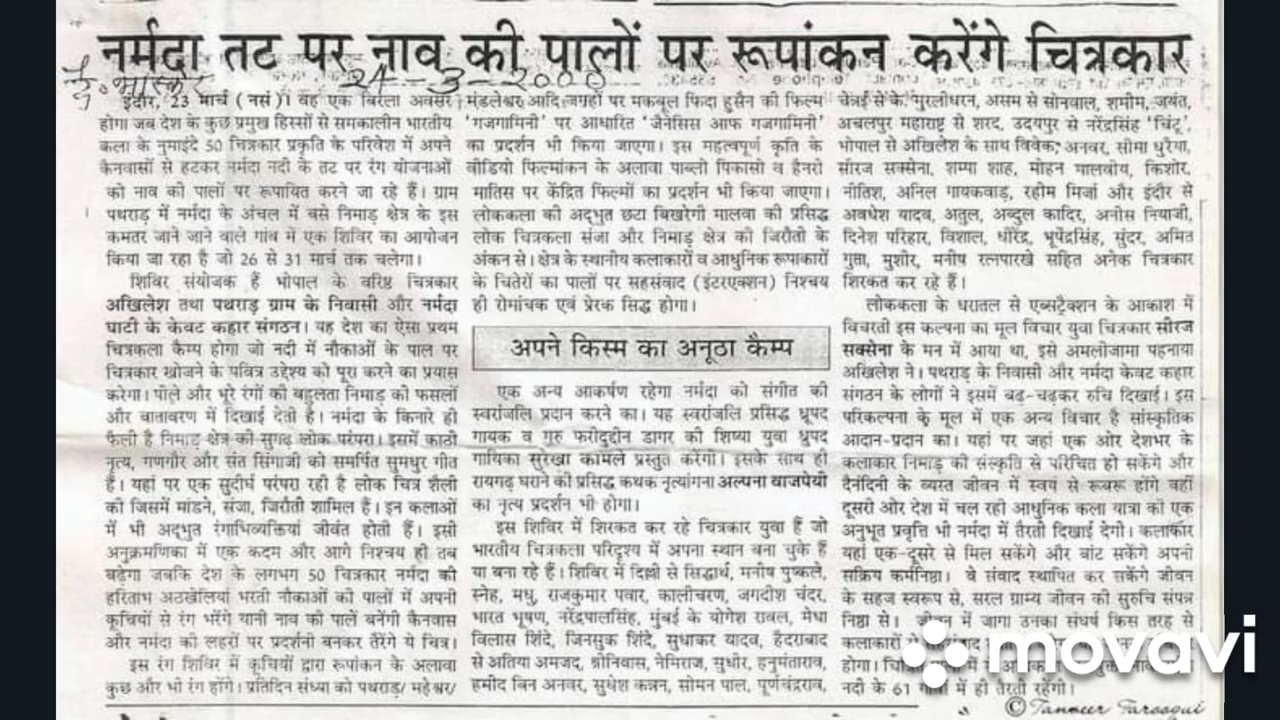 नर्मदा तट पर नाव की पालों पर रूपांकन करेंगे चित्रकार
दै. भास्कर 24-3-2000
इंदौर, 23 मार्च (नसं)। वह एक बिरला अवसर
होगा जब देश के कुछ प्रमुख हिस्सों से समकालीन भारतीय
कला के नुमाइंदे 50 चित्रकार प्रकृति के परिवेश में अपने
कैनवासों से हटकर नर्मदा नदी के तट पर रंग योजनाओं
को नाव को पालों पर रूपायित करने जा रहे हैं। ग्राम
पथराड़ में नर्मदा के अंचल में बसे निमाड़ क्षेत्र के इस
कमतर जाने जाने वाले गांव में एक शिविर का आयोजन
किया जा रहा है जो 26 से 31 मार्च तक चलेगा।
शिविर संयोजक हैं भोपाल के वरिष्ठ चित्रकार
अखिलेश तथा पथराड़ ग्राम के निवासी और नर्मदा
घाटी के केवट कहार संगठन। यह देश का ऐसा प्रथम
चित्रकला कैम्प होगा जो नदी में नौकाओं के पाल पर
चित्रकार खोजने के पवित्र उद्देश्य को पूरा करने का प्रयास
करेगा। पीले और भूरे रंगों की बाहुलता निमाड़ की फसलों
और वातावरण में दिखाई देती है। नर्मदा के किनारे ही
फैली है निमाड़ क्षेत्र की सुगढ़ लोक परंपरा। इसमें काठी
नृत्य, गणगौर और संत सिंगाजी को समर्पित सुमधुर गीत
हैं। यहां पर एक सुदीर्घ परंपरा रही है लोक चित्र शैली
की जिसमें मांडने, संजा, जिरौती शामिल हैं। इन कलाओं
में भी अद्‌भुत रंगाभिव्यक्तियां जीवंत होती हैं। इसी
अनुक्रमणिका में एक कदम और आगे निश्चय ही तब
बढ़ेगा जबकि देश के लगभग 50 चित्रकार नर्मदा की
हरिताभ अठखेलियां भरती नौकाओं को पालों में अपनी
कूचियों से रंग भरेंगे यानी नाव की पालें बनेंगी कैनवास
और नर्मदा की लहरों पर प्रदर्शनी बनकर तैरेंगे ये चित्र।
इस रंग शिविर में कूचियों द्वारा रूपांकन के अलावा
कुछ और भी रंग होंगे। प्रतिदिन संध्या को पथराड़/ महेश्वर/
मंडलेश्वर आदि जगहों पर मकबूल फिदा हुसैन की फिल्म
'गजगामिनी' पर आधारित 'जैनेसिस आफ गजगामिनी'
का प्रदर्शन भी किया जाएगा। इस महत्वपूर्ण कृति के
वीडियो फिल्मांकन के अलावा पाब्लो पिकासो व हैनरी
मातिस पर केंद्रित फिल्मों का प्रदर्शन भी किया जाएगा।
लोककला की अद्‌भुत छटा बिखरेगी मालवा की प्रसिद्ध
लोक चित्रकला संजा और निमाड़ क्षेत्र की जिरौती के
अंकन से। क्षेत्र के स्थानीय कलाकारों व आधुनिक रूपाकारों
के चितेरों का पालों पर सहसंवाद (इंटरएक्शन) निश्चय
ही रोमांचक एवं प्रेरक सिद्ध होगा।
अपने किस्म का अनूठा कैम्प
एक अन्य आकर्षण रहेगा नर्मदा को संगीत की
स्वरांजलि प्रदान करने का। यह स्वरांजलि प्रसिद्ध ध्रूपद
गायक व गुरु फरीदुद्दीन डागर की शिष्या युवा ध्रुपद
गायिका सुरेखा कामले प्रस्तुत करेंगी। इसके साथ ही
रायगढ़ घराने की प्रसिद्ध कथक नृत्यांगना अल्पना वाजपेयी
का नृत्य प्रदर्शन भी होगा।
इस शिविर में शिरकत कर रहे चित्रकार युवा हैं जो
भारतीय चित्रकला परिदृश्य में अपना स्थान बना चुके हैं
या बना रहे हैं। शिविर में दिल्ली से सिद्धार्थ, मनीष पुष्कले,
स्नेह, मधु, राजकुमार पवार, कालीचरण, जगदीश चंदर,
भारत भूषण, नरेंद्रपालसिंह, मुंबई के योगेश रावल, मेधा
विलास शिंदे, जिनसुक शिंदे, सुधाकर यादव, हैदराबाद
से अतिया अमजद, श्रीनिवास, नेमिराज, सुधीर, हनुमंताराव,
हमीद बिन अनवर, सुधेश कन्नन, सोमन पाल, पूर्णचंद्रराव,
चेन्नई से के. मुरलीधरन, असम से सोनवाल, शमीम, जयंत,
अचलपुर महाराष्ट्र से शरद, उदयपुर से नरेंद्रसिंह 'चिंटू',
भोपाल से अखिलेश के साथ विवेक, अनवर, सीमा धुरैया,
सीरज सक्सेना, शम्पा शाह, मोहन मालवीय, किशोर,
नीतिश, अनिल गायकवाड़, रहीम मिर्जा और इंदौर से
अवधेश यादव, अतुल, अब्दुल कादिर, अनीस नियाजी,
दिनेश परिहार, विशाल, धीरेंद्र, भूपेंद्रसिंह, सुंदर, अमित
गुप्ता, मुशीर, मनीष रत्नपारखे सहित अनेक चित्रकार
शिरकत कर रहे हैं।
लोककला के धरातल से एब्सट्रैक्शन के आकाश में
विचरती इस कल्पना का मूल विचार युवा चित्रकार सीरज
सक्सेना के मन में आया था, इसे अमलीजामा पहनाया
अखिलेश ने। पथराड़ के निवासी और नर्मदा केवट कहार
संगठन के लोगों ने इसमें बढ़-चढ़कर रुचि दिखाई। इस
परिकल्पना के मूल में एक अन्य विचार है सांस्कृतिक
आदान-प्रदान का। यहां पर जहां एक ओर देशभर के
कलाकार निमाड़ की संस्कृति से परिचित हो सकेंगे और
दैनंदिनी के व्यस्त जीवन में स्वयं से रूबरू होंगे वहीं
दूसरी ओर देश में चल रही आधुनिक कला यात्रा की एक
अनुभूत प्रवृत्ति भी नर्मदा में तैरती दिखाई देगी। कलाकार
यहां एक-दूसरे से मिल सकेंगे और बांट सकेंगे अपनी
सक्रिय कर्मनिष्ठा। वे संवाद स्थापित कर सकेंगे जीवन
के सहज स्वरूप से, सरल ग्राम्य जीवन की सुरुचि संपन्न
निष्ठा से। जीवन में जागा उनका संघर्ष किस तरह से
कलाकारों
होगा।
नदी के 61 में ही तैरती रहेंगी।
movavi
© Tanveer Farooqui